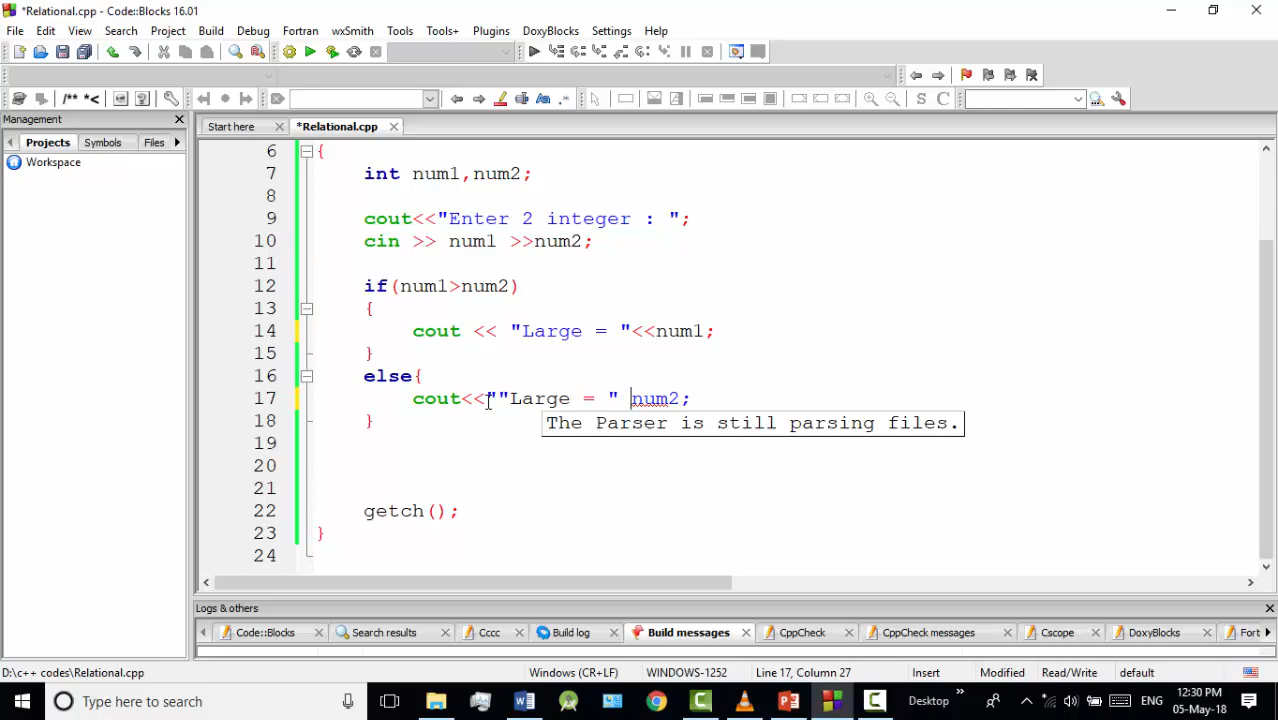 *Relational.cpp - Code::Blocks 16.01
File Edit View Search Project Build Debug Fortran wxSmith Tools Tools+ Plugins DoxyBlocks Settings Help
/** *<
S C
Management
Start here *Relational.cpp
Projects Symbols Files
Workspace
6 {
7 int num1,num2;
8
9 cout<<"Enter 2 integer : ";
10 cin >> num1 >>num2;
11
12 if(num1>num2)
13 {
14 cout << "Large = "<<num1;
15 }
16 else{
17 cout<<""Large = " num2;
The Parser is still parsing files.
18 }
19
20
21
22 getch();
23 }
24
Logs & others
Code::Blocks Search results Cccc Build log Build messages CppCheck CppCheck messages Cscope DoxyBlocks Fort
D:\c++ codes\Relational.cpp Windows (CR+LF) WINDOWS-1252 Line 17, Column 27 Insert Modified Read/Write default
Type here to search Desktop ENG 12:30 PM
05-May-18